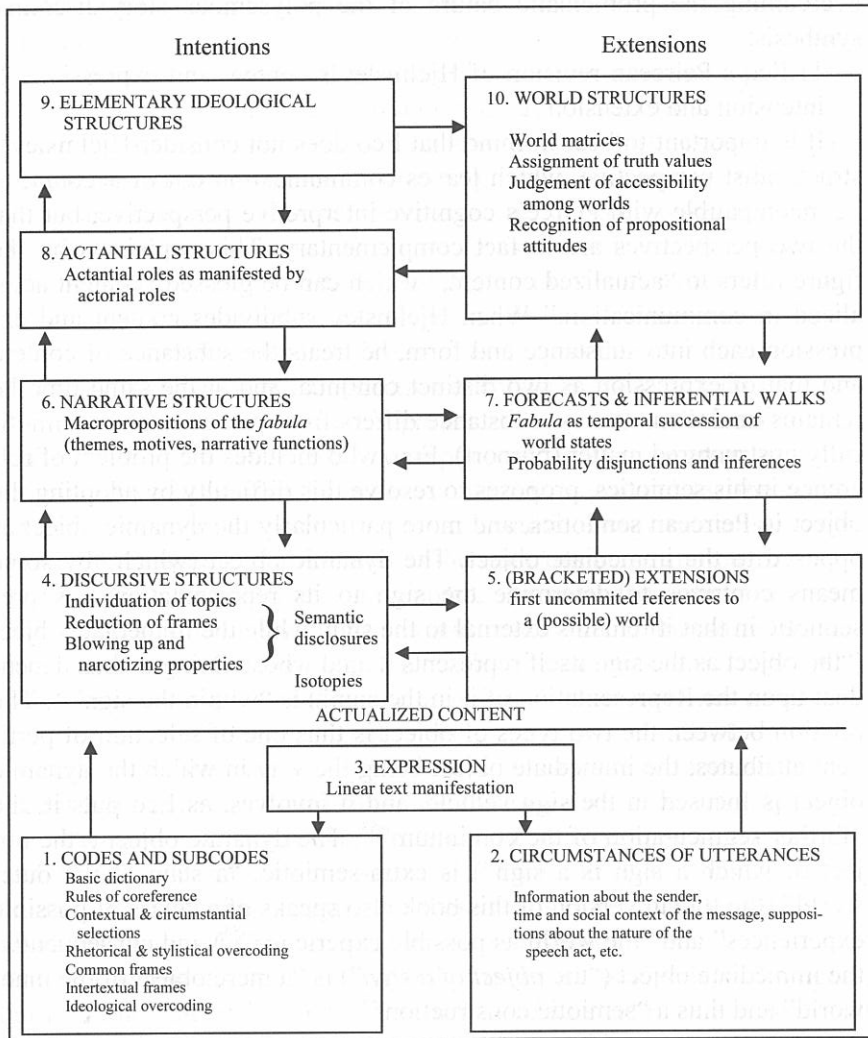 Intentions
Extensions
9. ELEMENTARY IDEOLOGICAL
STRUCTURES
10. WORLD STRUCTURES
World matrices
Assignment of truth values
Judgement of accessibility
among worlds
Recognition of propositional
attitudes
8. ACTANTIAL STRUCTURES
Actantial roles as manifested by
actorial roles
6. NARRATIVE STRUCTURES
Macropropositions of the fabula
(themes, motives, narrative functions)
7. FORECASTS & INFERENTIAL WALKS
Fabula as temporal succession of
world states
Probability disjunctions and inferences
4. DISCURSIVE STRUCTURES
Individuation of topics
Reduction of frames
Blowing up and
narcotizing properties
Semantic
disclosures
Isotopies
5. (BRACKETED) EXTENSIONS
first uncommitted references to
a (possible) world
ACTUALIZED CONTENT
3. EXPRESSION
Linear text manifestation
1. CODES AND SUBCODES
Basic dictionary
Rules of coreference
Contextual & circumstantial
selections
Rhetorical & stylistical overcoding
Common frames
Intertextual frames
Ideological overcoding
2. CIRCUMSTANCES OF UTTERANCES
Information about the sender,
time and social context of the message, supposi-
tions about the nature of the
speech act, etc.